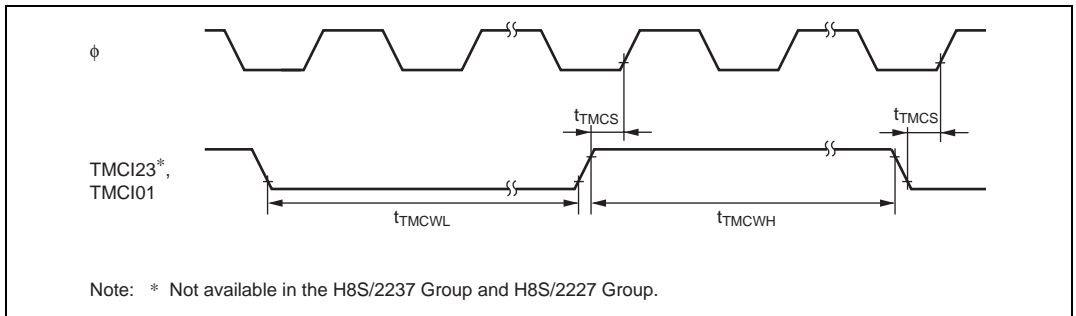 ϕ
tTMCS
tTMCS
TMCI23*,
TMCI01
tTMCWL
tTMCWH
Note: * Not available in the H8S/2237 Group and H8S/2227 Group.